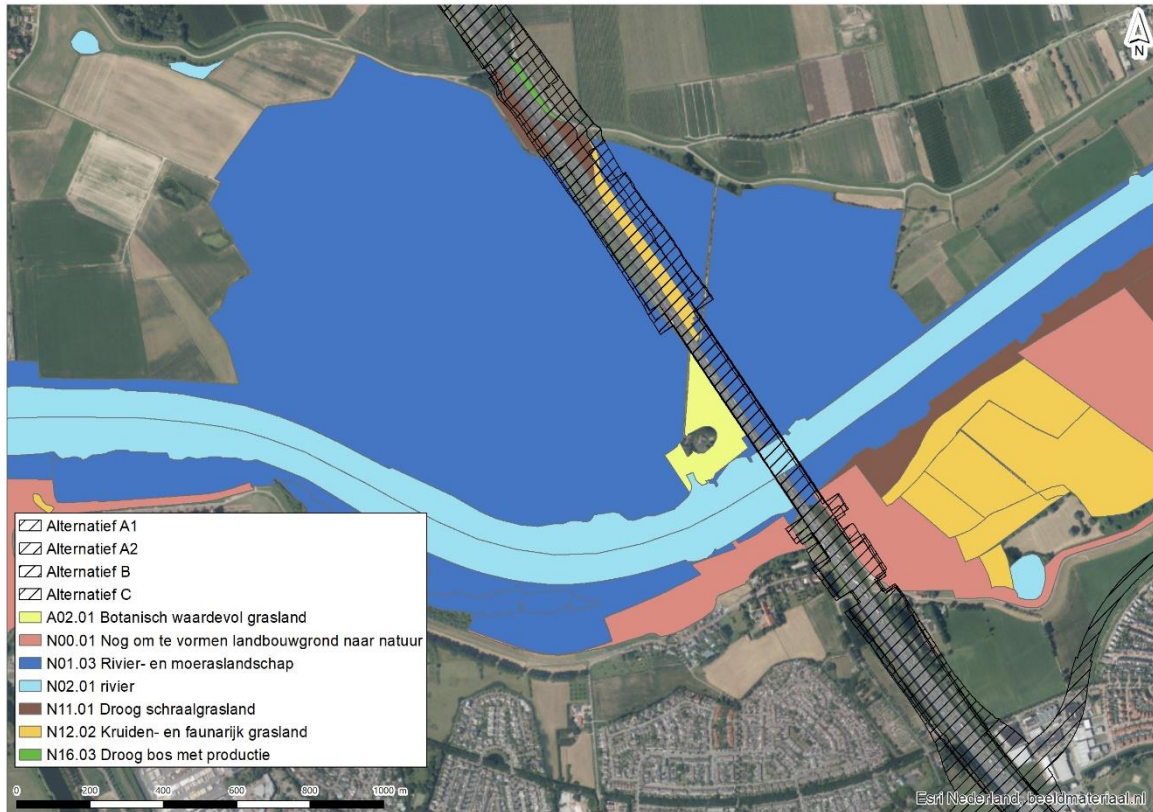 N
Alternatief A1
Alternatief A2
Alternatief B
Alternatief C
A02.01 Botanisch waardevol grasland
N00.01 Nog om te vormen landbouwgrond naar natuur
N01.03 Rivier- en moeraslandschap
N02.01 rivier
N11.01 Droog schraalgrasland
N12.02 Kruiden- en faunarijk grasland
N16.03 Droog bos met productie
0 200 400 600 800 1000 m
Esri Nederland, beeldmateriaal.nl